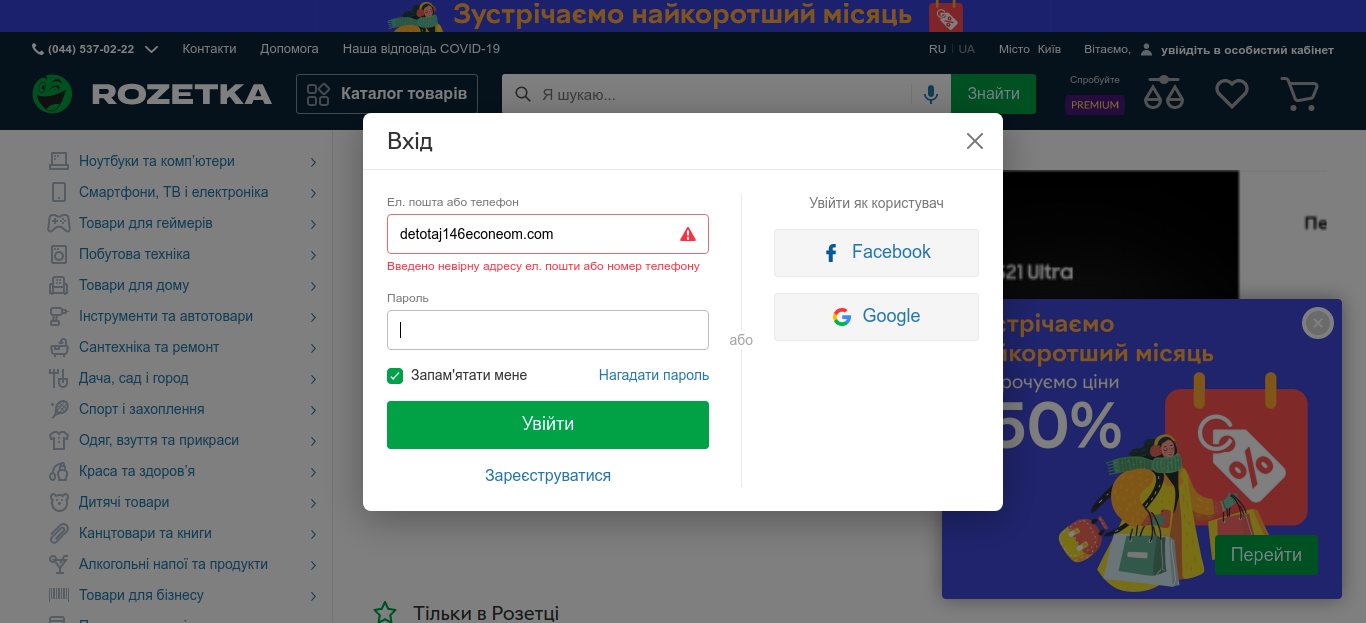 Зустрічаємо найкоротший місяць
(044) 537-02-22 Контакти Допомога Наша відповідь COVID-19 RU UA Місто Київ Вітаємо, увійдіть в особистий кабінет
ROZETKA Каталог товарів Я шукаю... Знайти Спробуйте PREMIUM
Вхід
Ел. пошта або телефон
detotaj146econeom.com
Введено невірну адресу ел. пошти або номер телефону
Пароль
Запам'ятати мене Нагадати пароль
Увійти
Зареєструватися
або
Увійти як користувач
Facebook
Google
Ноутбуки та комп’ютери
Смартфони, ТВ і електроніка
Товари для геймерів
Побутова техніка
Товари для дому
Інструменти та автотовари
Сантехніка та ремонт
Дача, сад і город
Спорт і захоплення
Одяг, взуття та прикраси
Краса та здоров’я
Дитячі товари
Канцтовари та книги
Алкогольні напої та продукти
Товари для бізнесу
S21 Ultra
Пе
стрічаємо
йкоротший місяць
рочуємо ціни
50%
%
Перейти
Тільки в Розетці